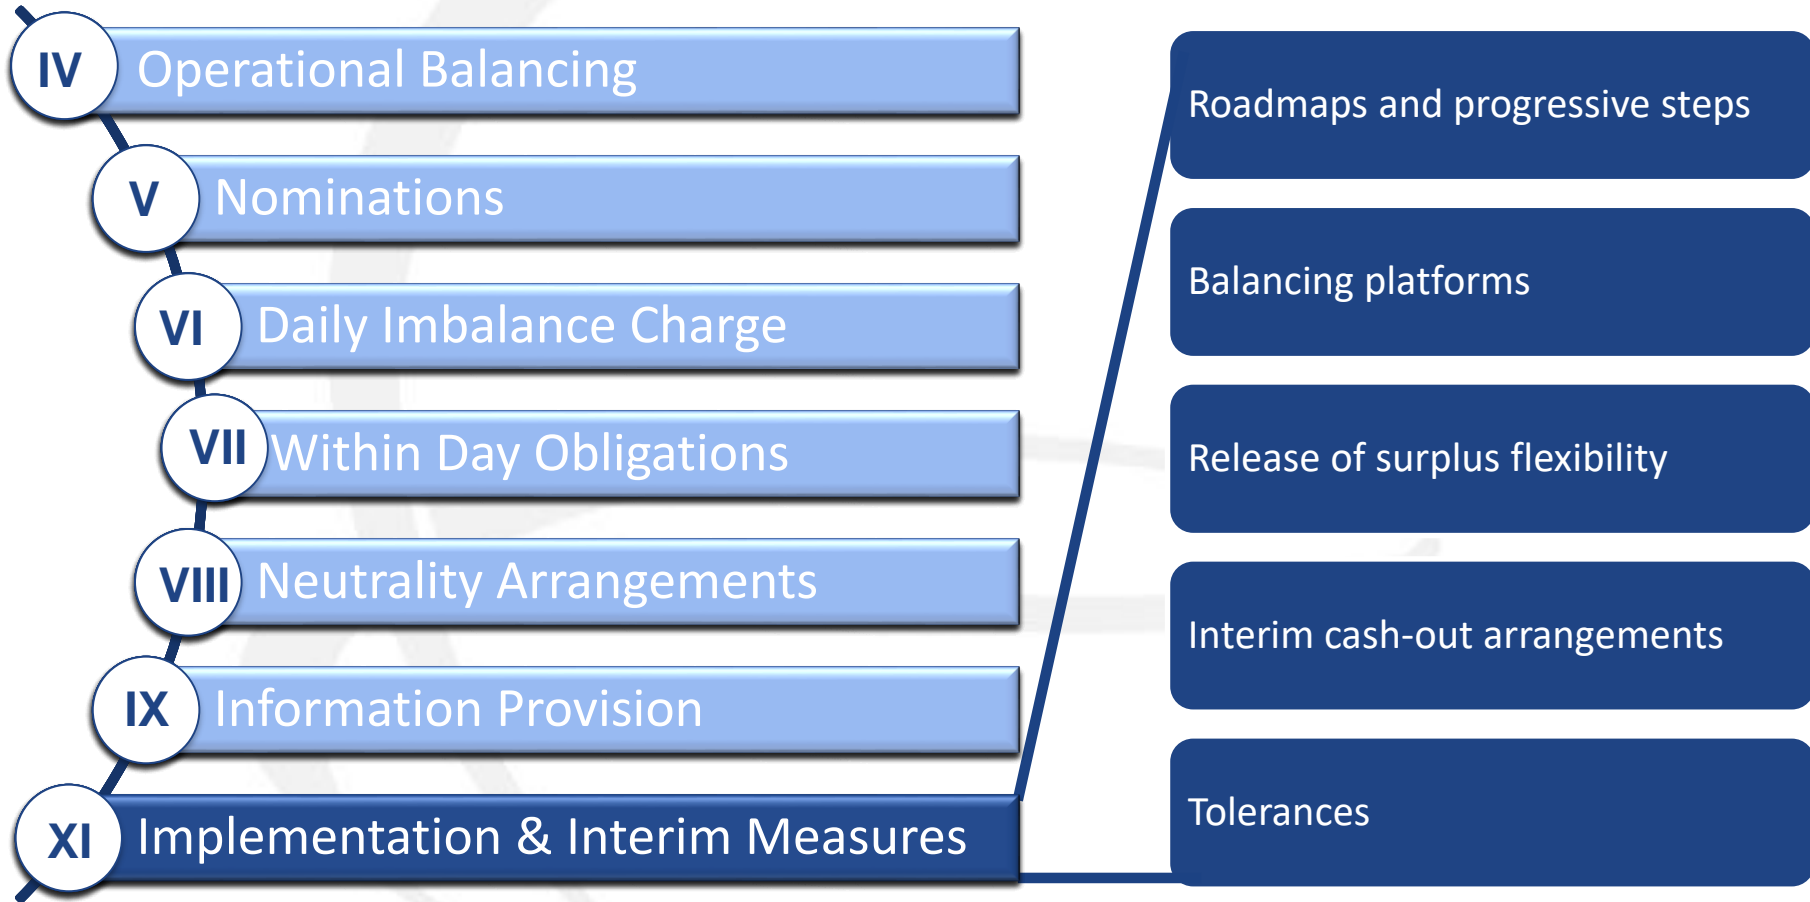 IV
Operational Balancing
V
Nominations
VI
Daily Imbalance Charge
VII
Within Day Obligations
VIII
Neutrality Arrangements
IX
Information Provision
XI
Implementation & Interim Measures
Roadmaps and progressive steps
Balancing platforms
Release of surplus flexibility
Interim cash-out arrangements
Tolerances